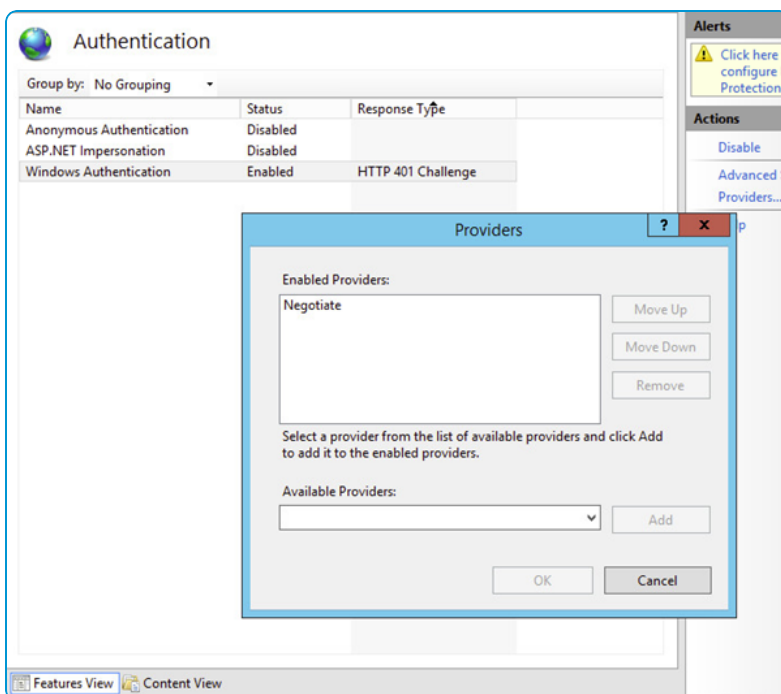 Authentication
Group by: No Grouping
Name Status Response Type
Anonymous Authentication Disabled
ASP.NET Impersonation Disabled
Windows Authentication Enabled HTTP 401 Challenge
Features View Content View
Alerts
Click here
configure
Protection
Actions
Disable
Advanced
Providers...
p
Providers
? x
Enabled Providers:
Negotiate
Move Up
Move Down
Remove
Select a provider from the list of available providers and click Add
to add it to the enabled providers.
Available Providers:
Add
OK Cancel